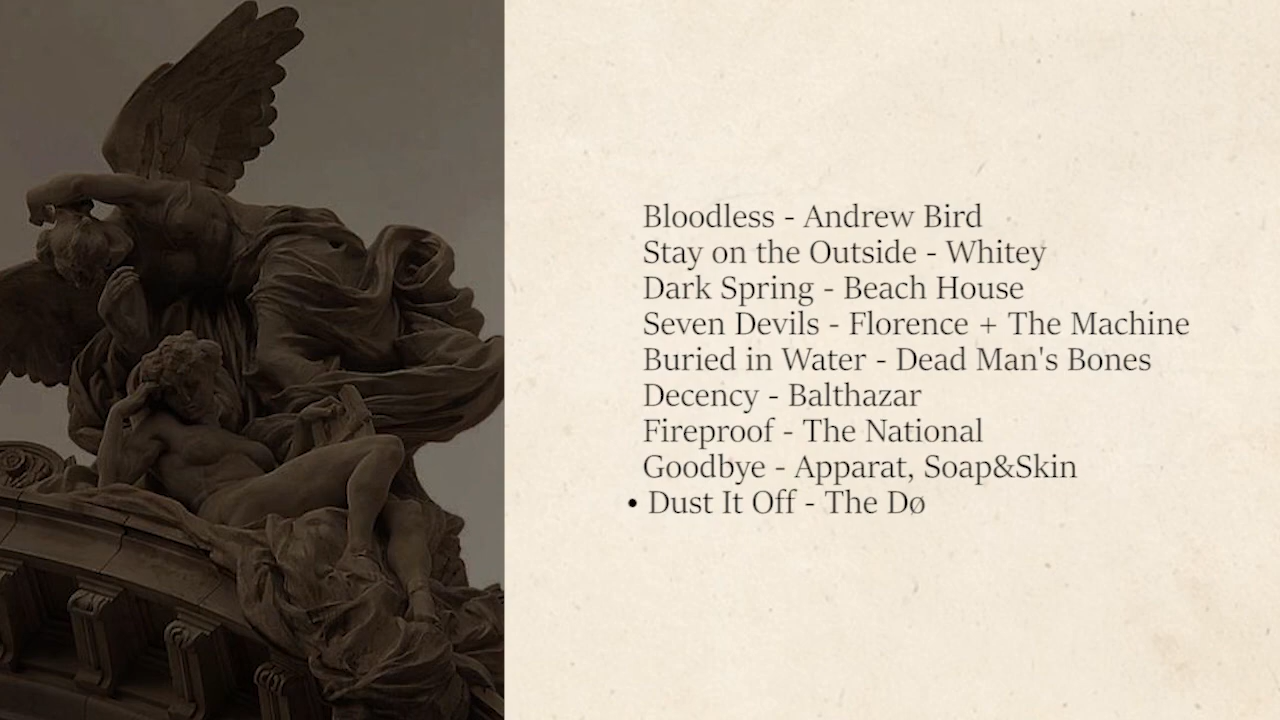 Bloodless - Andrew Bird
Stay on the Outside - Whitey
Dark Spring - Beach House
Seven Devils - Florence + The Machine
Buried in Water - Dead Man's Bones
Decency - Balthazar
Fireproof - The National
Goodbye - Apparat, Soap&Skin
• Dust It Off - The Dø